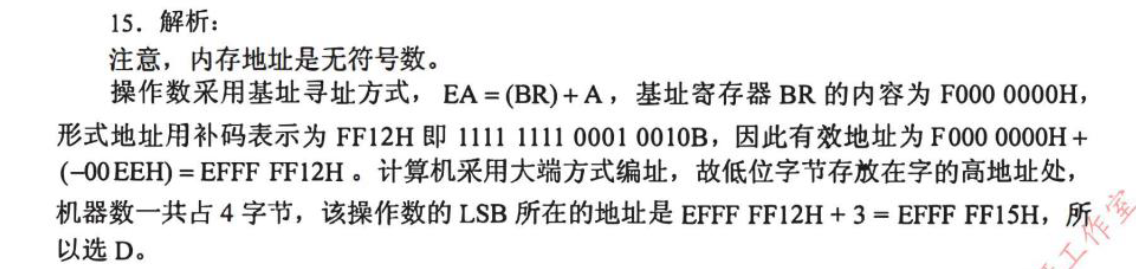 15. 解析：
注意，内存地址是无符号数。
操作数采用基址寻址方式， EA = (BR) + A ，基址寄存器 BR 的内容为 F000 0000H，
形式地址用补码表示为 FF12H 即 1111 1111 0001 0010B，因此有效地址为 F000 0000H +
(–00EEH) = EFFF FF12H 。计算机采用大端方式编址，故低位字节存放在字的高地址处，
机器数一共占 4 字节，该操作数的 LSB 所在的地址是 EFFF FF12H + 3 = EFFF FF15H，所
以选 D。
工作室